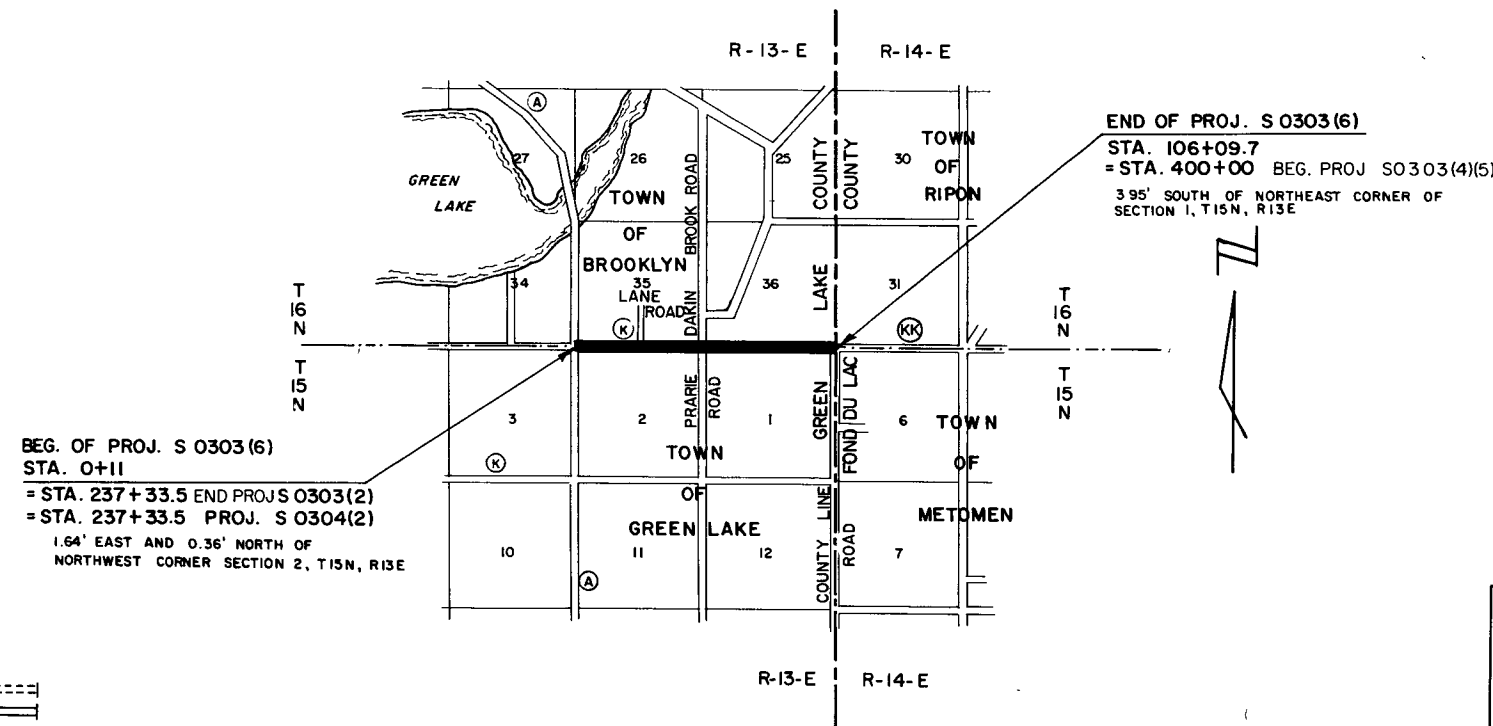 R-13-E R-14-E
A
27 26 25 30
GREEN
LAKE
TOWN
OF
BROOKLYN
DAKIN BROOK ROAD
COUNTY
COUNTY
TOWN
OF
RIPON
END OF PROJ. S 0303(6)
STA. 106+09.7
= STA. 400+00 BEG. PROJ S0303(4)(5)
3 95' SOUTH OF NORTHEAST CORNER OF
SECTION 1, T15N, R13E
N
34 35 36 31
LANE
ROAD
LAKE
T
16
N
K
KK
T
16
N
T
15
N
T
15
N
PRARIE
ROAD
GREEN
FOND DU LAC
3 2 1 6
K
TOWN
OF
GREEN LAKE
TOWN
OF
METOMEN
BEG. OF PROJ. S 0303(6)
STA. 0+11
= STA. 237+33.5 END PROJ S 0303(2)
= STA. 237+33.5 PROJ. S 0304(2)
1.64' EAST AND 0.36' NORTH OF
NORTHWEST CORNER SECTION 2, T15N, R13E
10 11 12 7
A
COUNTY LINE
ROAD
R-13-E R-14-E